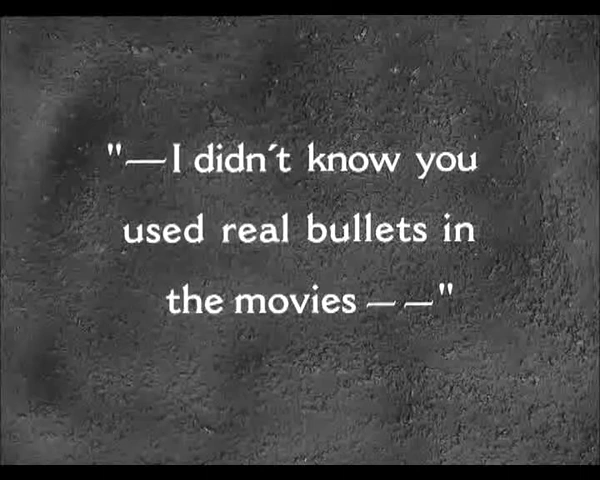 "—I didn´t know you
used real bullets in
the movies — —"